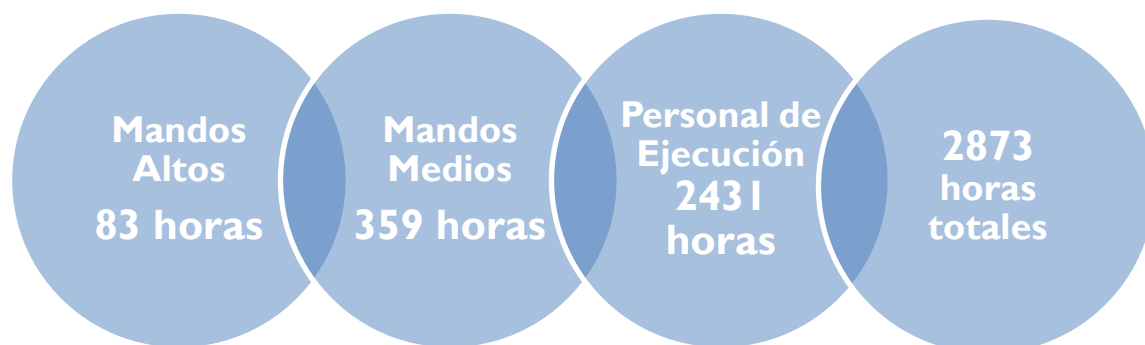 Mandos
Altos
83 horas
Mandos
Medios
359 horas
Personal de
Ejecución
2431
horas
2873
horas
totales